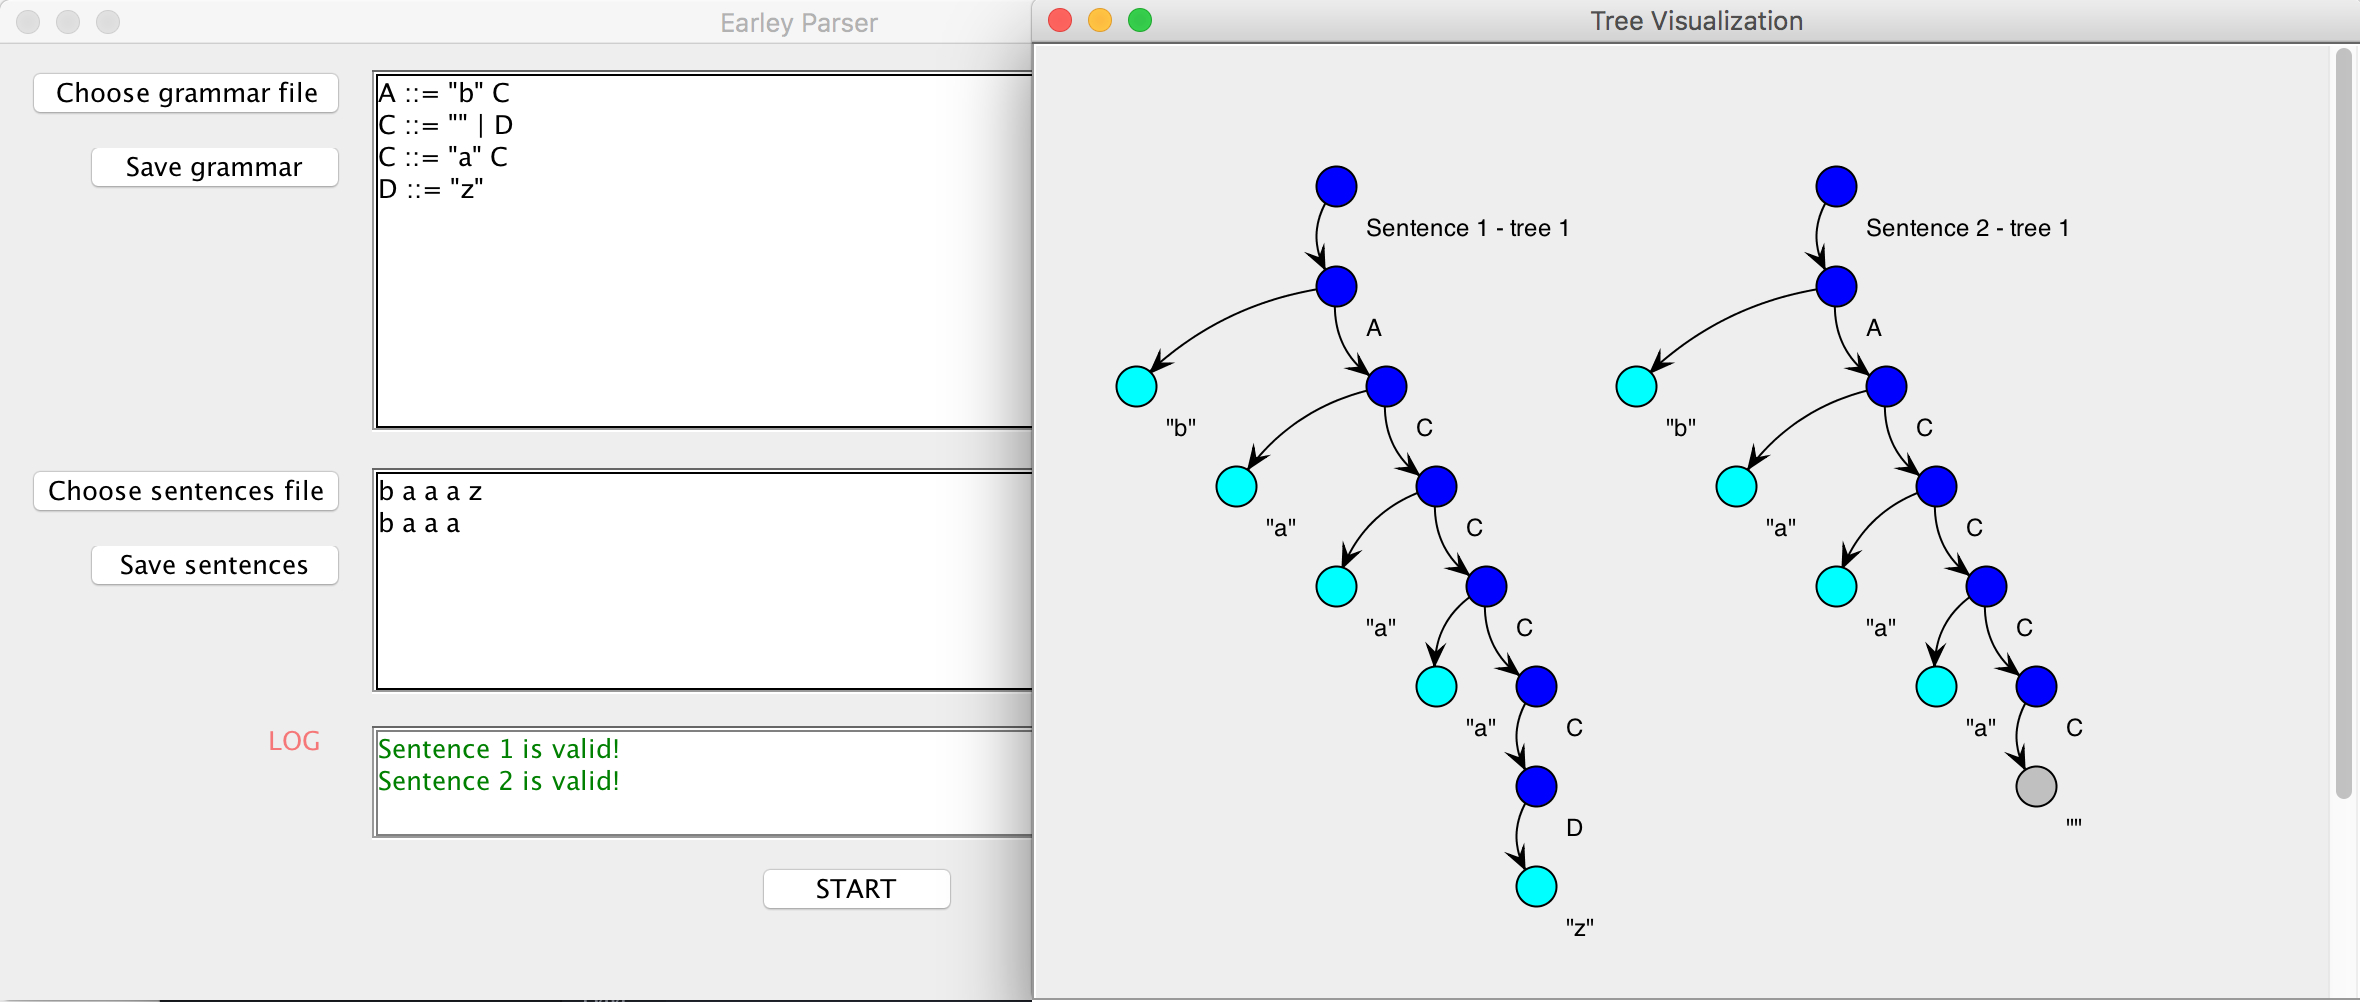 Earley Parser
Choose grammar file
Save grammar
A ::= "b" C
C ::= "" | D
C ::= "a" C
D ::= "z"
Choose sentences file
Save sentences
b a a a z
b a a a
LOG
Sentence 1 is valid!
Sentence 2 is valid!
START
Tree Visualization
Sentence 1 - tree 1
A
"b"
C
"a"
C
"a"
C
"a"
C
D
"z"
Sentence 2 - tree 1
A
"b"
C
"a"
C
"a"
C
"a"
C
""